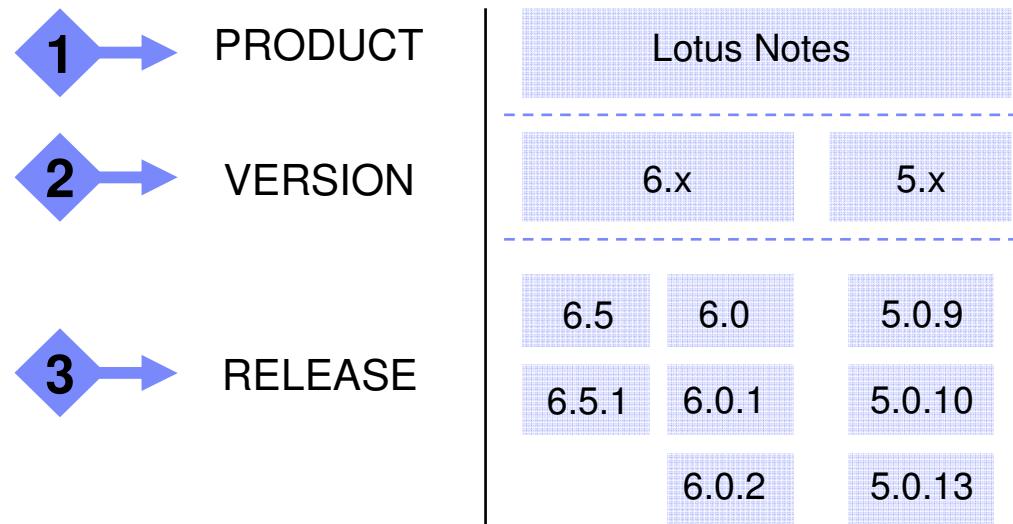 1 PRODUCT Lotus Notes
2 VERSION 6.x 5.x
6.5 6.0 5.0.9
3 RELEASE
6.5.1 6.0.1 5.0.10
6.0.2 5.0.13